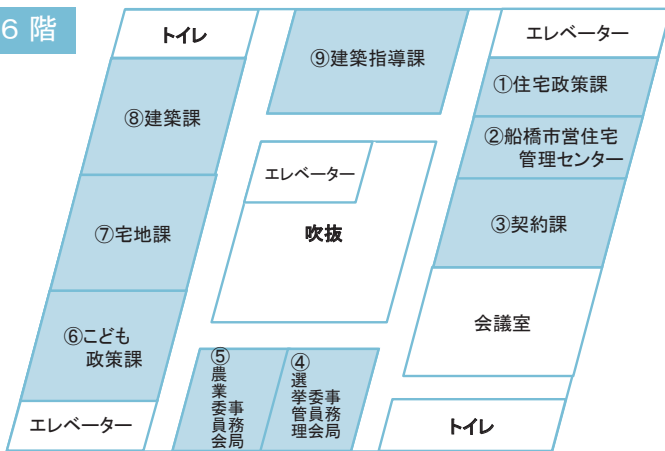 6 階
トイレ
⑨建築指導課
エレベーター
①住宅政策課
⑧建築課
②船橋市営住宅
管理センター
エレベーター
⑦宅地課
吹抜
③契約課
⑥こども
政策課
会議室
⑤農業委員会事務局
④選挙管理委員会事務局
エレベーター
トイレ